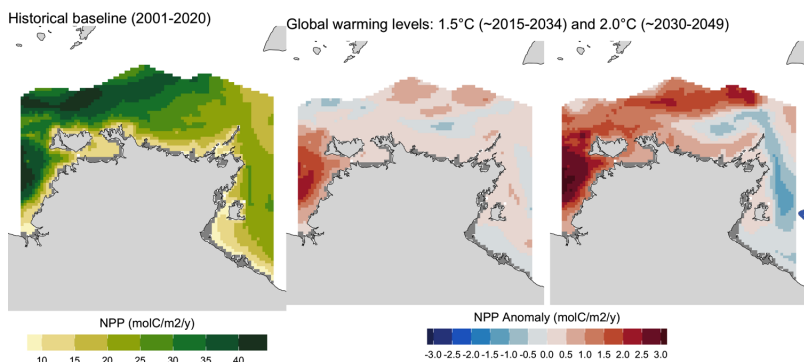 Historical baseline (2001-2020)
Global warming levels: 1.5°C (~2015-2034) and 2.0°C (~2030-2049)
NPP (molC/m2/y)
10 15 20 25 30 35 40
NPP Anomaly (molC/m2/y)
-3.0 -2.5 -2.0 -1.5 -1.0 -0.5 0.0 0.5 1.0 1.5 2.0 2.5 3.0